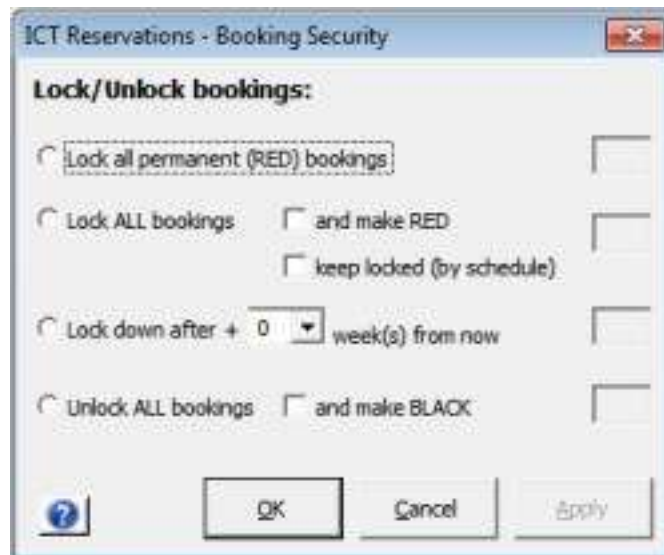 ICT Reservations - Booking Security
Lock/Unlock bookings:
Lock all permanent (RED) bookings
Lock ALL bookings and make RED
keep locked (by schedule)
Lock down after + 0 week(s) from now
Unlock ALL bookings and make BLACK
? OK Cancel Apply